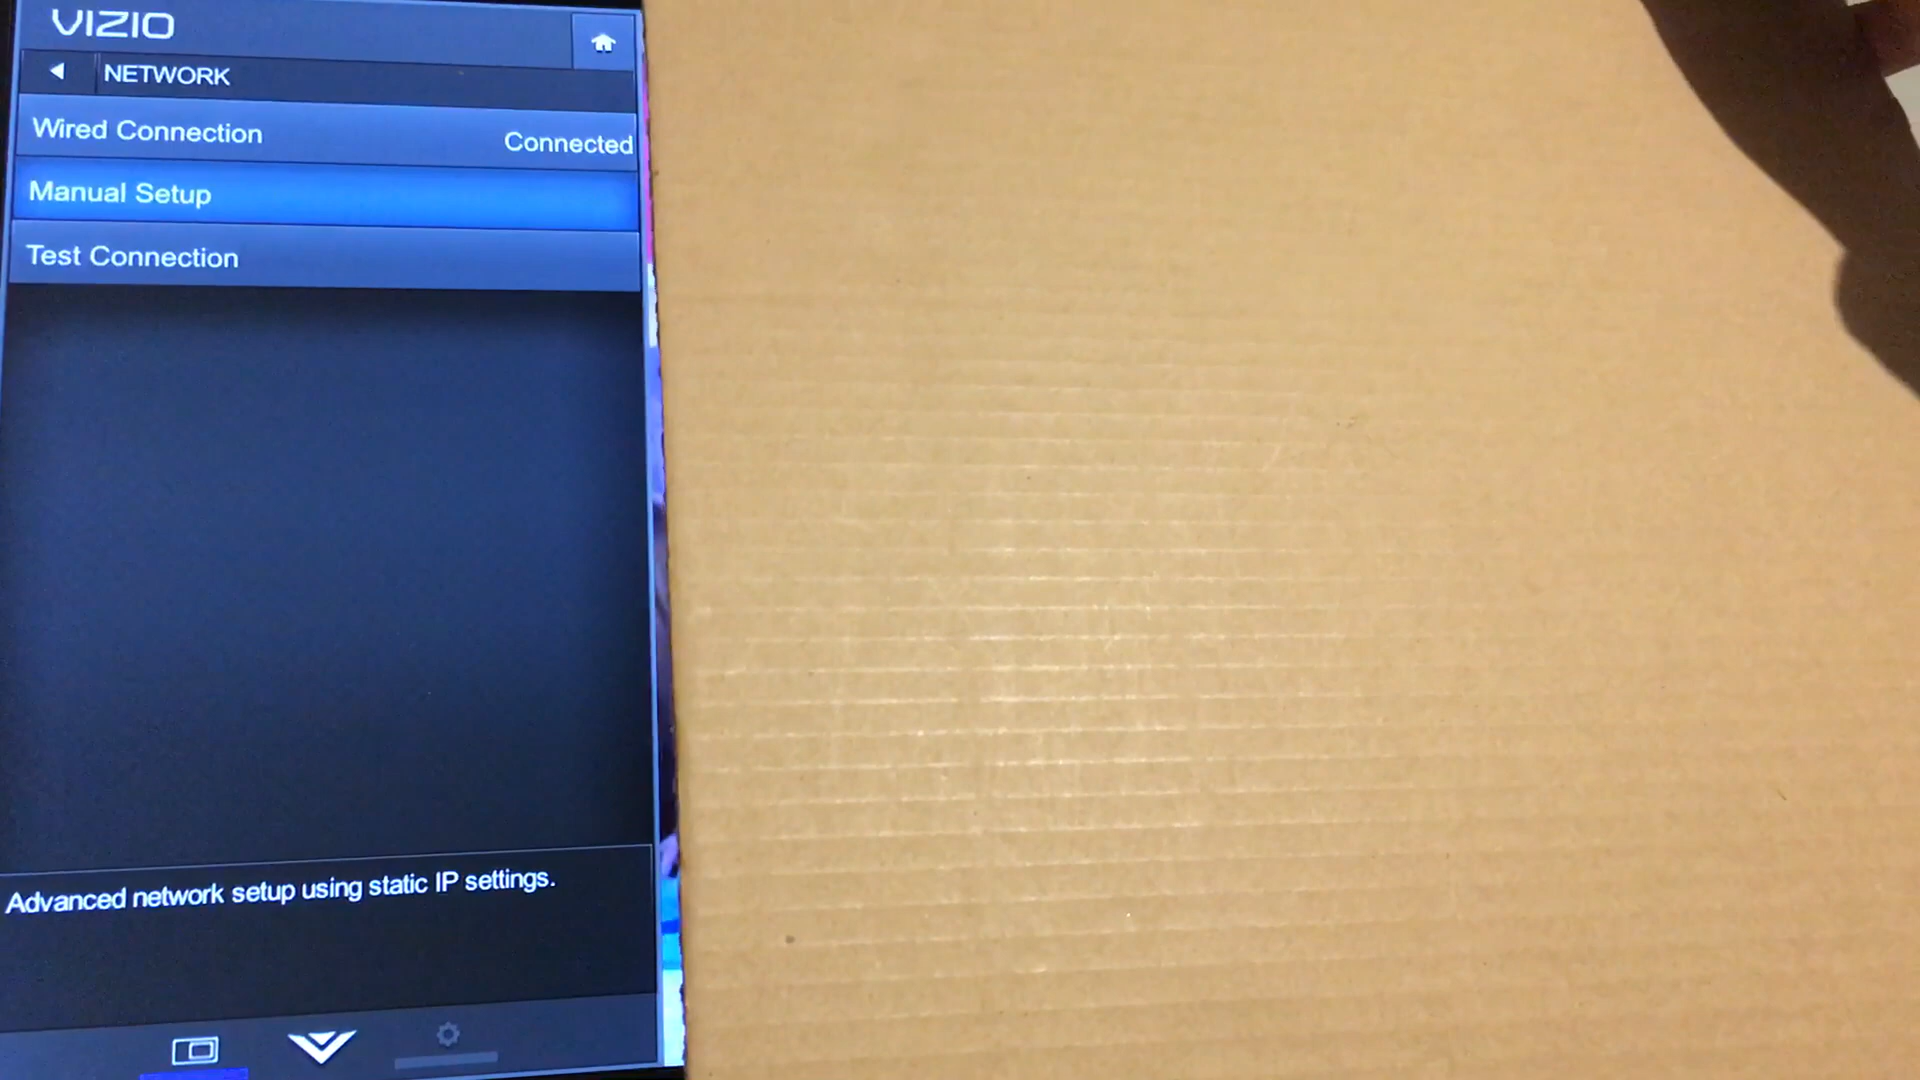 VIZIO
NETWORK
Wired Connection Connected
Manual Setup
Test Connection
Advanced network setup using static IP settings.